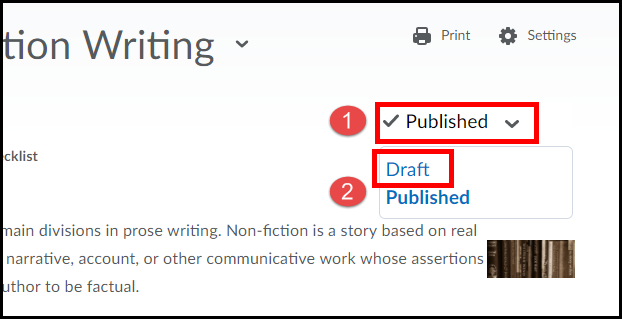 tion Writing
Print
Settings
1
Published
ecklist
Draft
2
Published
main divisions in prose writing. Non-fiction is a story based on real
narrative, account, or other communicative work whose assertions
uthor to be factual.